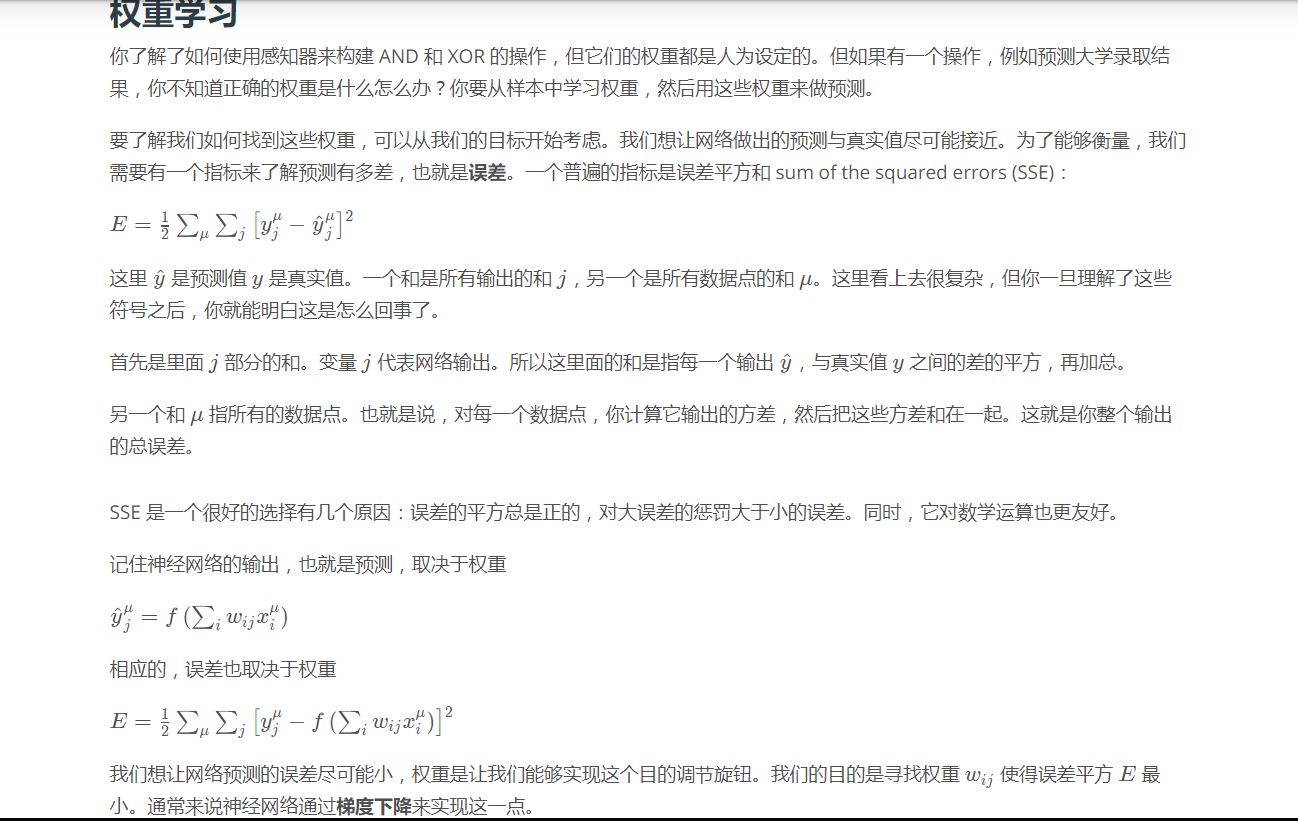 权重学习
你了解了如何使用感知器来构建 AND 和 XOR 的操作，但它们的权重都是人为设定的。但如果有一个操作，例如预测大学录取结
果，你不知道正确的权重是什么怎么办？你要从样本中学习权重，然后用这些权重来做预测。
要了解我们如何找到这些权重，可以从我们的目标开始考虑。我们想让网络做出的预测与真实值尽可能接近。为了能够衡量，我们
需要有一个指标来了解预测有多差，也就是误差。一个普遍的指标是误差平方和 sum of the squared errors (SSE)：
E = \frac{1}{2} \sum_{\mu} \sum_{j} \left[ y_j^{\mu} - \hat{y}_j^{\mu} \right]^2
这里 ŷ 是预测值 y 是真实值。一个和是所有输出的和 j，另一个是所有数据点的和 μ。这里看上去很复杂，但你一旦理解了这些
符号之后，你就能明白这是怎么回事了。
首先是里面 j 部分的和。变量 j 代表网络输出。所以这里面的和是指每一个输出 ŷ，与真实值 y 之间的差的平方，再加总。
另一个和 μ 指所有的数据点。也就是说，对每一个数据点，你计算它输出的方差，然后把这些方差和在一起。这就是你整个输出
的总误差。
SSE 是一个很好的选择有几个原因：误差的平方总是正的，对大误差的惩罚大于小的误差。同时，它对数学运算也更友好。
记住神经网络的输出，也就是预测，取决于权重
\hat{y}_j^{\mu} = f \left( \sum_{i} w_{ij} x_i^{\mu} \right)
相应的，误差也取决于权重
E = \frac{1}{2} \sum_{\mu} \sum_{j} \left[ y_j^{\mu} - f \left( \sum_{i} w_{ij} x_i^{\mu} \right) \right]^2
我们想让网络预测的误差尽可能小，权重是让我们能够实现这个目的调节旋钮。我们的目的是寻找权重 w_{ij} 使得误差平方 E 最
小。通常来说神经网络通过梯度下降来实现这一点。